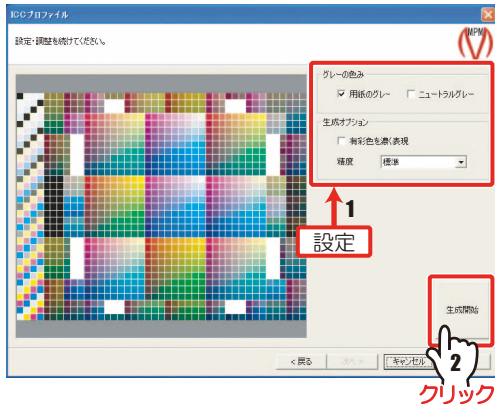 ICCプロファイル
設定・調整を続けてください。
MPM
グレーの色み
用紙のグレー ニュートラルグレー
生成オプション
有彩色を濃く表現
精度 標準
1
設定
生成開始
<戻る 次へ> キャンセル
2
クリック